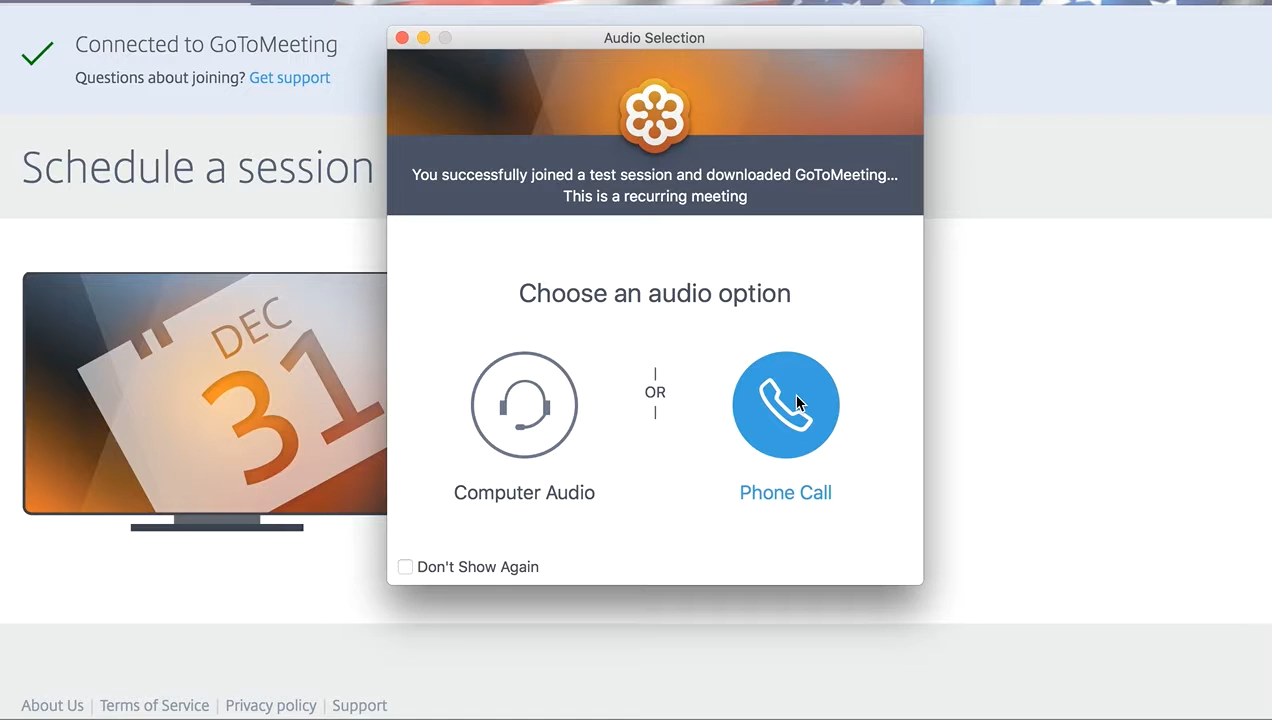 Connected to GoToMeeting
Questions about joining? Get support
Schedule a session
DEC
31
Audio Selection
You successfully joined a test session and downloaded GoToMeeting...
This is a recurring meeting
Choose an audio option
OR
Computer Audio
Phone Call
Don't Show Again
About Us | Terms of Service | Privacy policy | Support